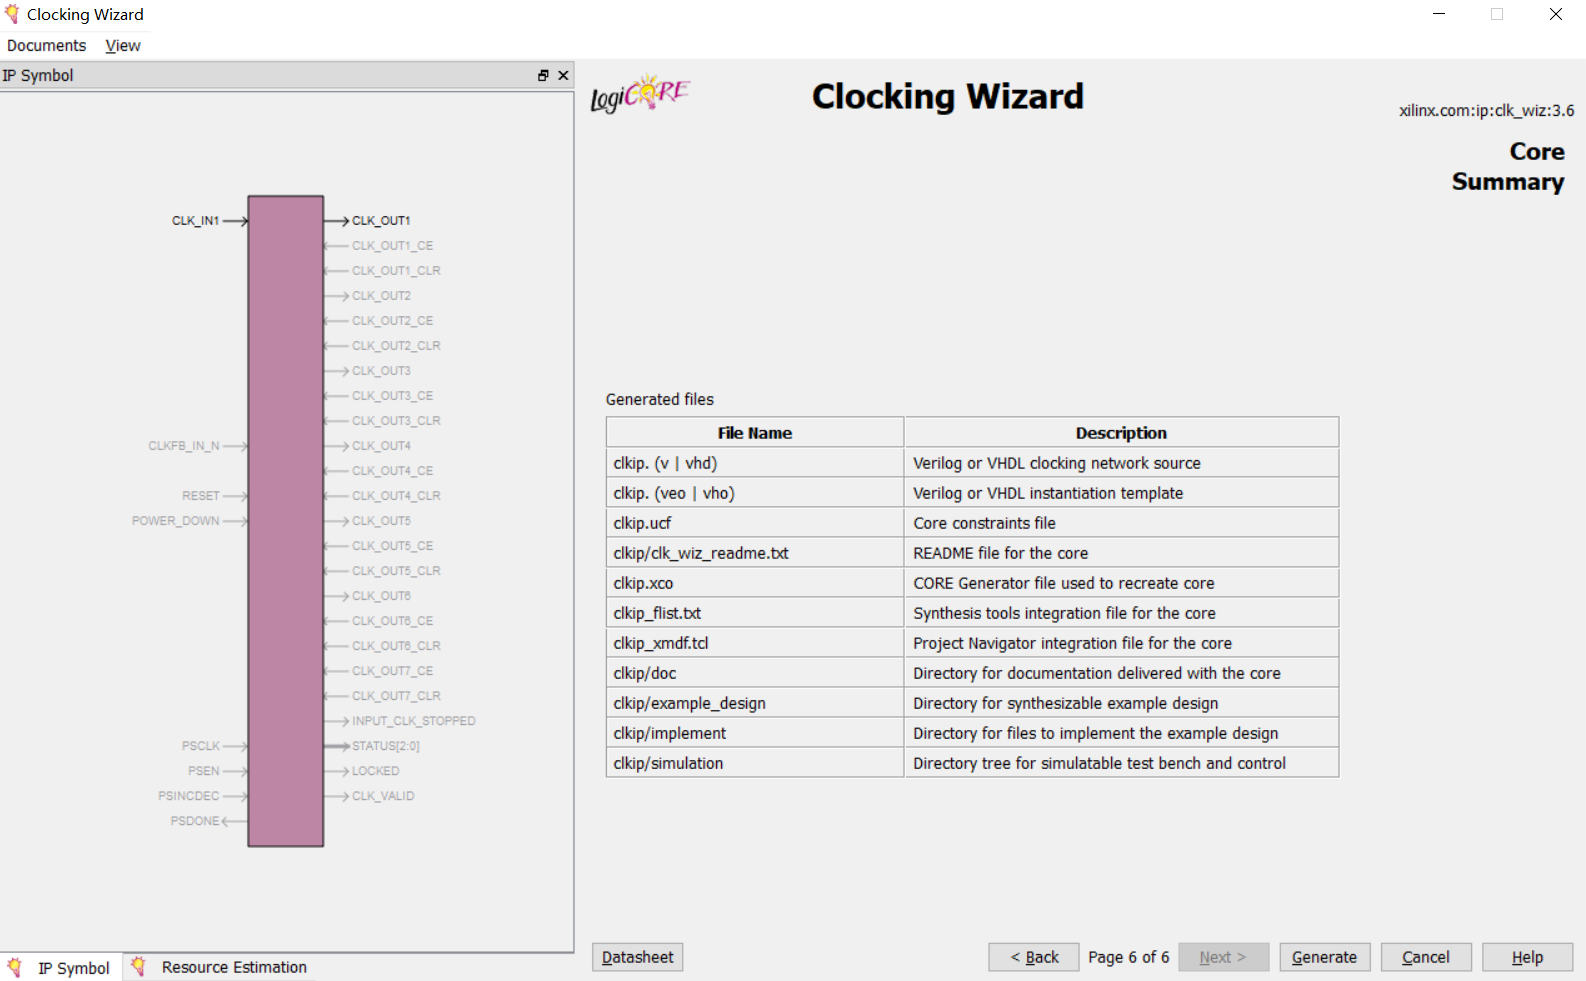 Clocking Wizard
Documents View
IP Symbol
CLK_IN1
CLKFB_IN_N
RESET
POWER_DOWN
PSCLK
PSEN
PSINCDEC
PSDONE
CLK_OUT1
CLK_OUT1_CE
CLK_OUT1_CLR
CLK_OUT2
CLK_OUT2_CE
CLK_OUT2_CLR
CLK_OUT3
CLK_OUT3_CE
CLK_OUT3_CLR
CLK_OUT4
CLK_OUT4_CE
CLK_OUT4_CLR
CLK_OUT5
CLK_OUT5_CE
CLK_OUT5_CLR
CLK_OUT6
CLK_OUT6_CE
CLK_OUT6_CLR
CLK_OUT7_CE
CLK_OUT7_CLR
INPUT_CLK_STOPPED
STATUS[2:0]
LOCKED
CLK_VALID
IP Symbol Resource Estimation
LogiCORE
Clocking Wizard
xilinx.com:ip:clk_wiz:3.6
Core
Summary
Generated files
File Name Description
clkip. (v | vhd) Verilog or VHDL clocking network source
clkip. (veo | vho) Verilog or VHDL instantiation template
clkip.ucf Core constraints file
clkip/clk_wiz_readme.txt README file for the core
clkip.xco CORE Generator file used to recreate core
clkip_flist.txt Synthesis tools integration file for the core
clkip_xmdf.tcl Project Navigator integration file for the core
clkip/doc Directory for documentation delivered with the core
clkip/example_design Directory for synthesizable example design
clkip/implement Directory for files to implement the example design
clkip/simulation Directory tree for simulatable test bench and control
Datasheet < Back Page 6 of 6 Next > Generate Cancel Help